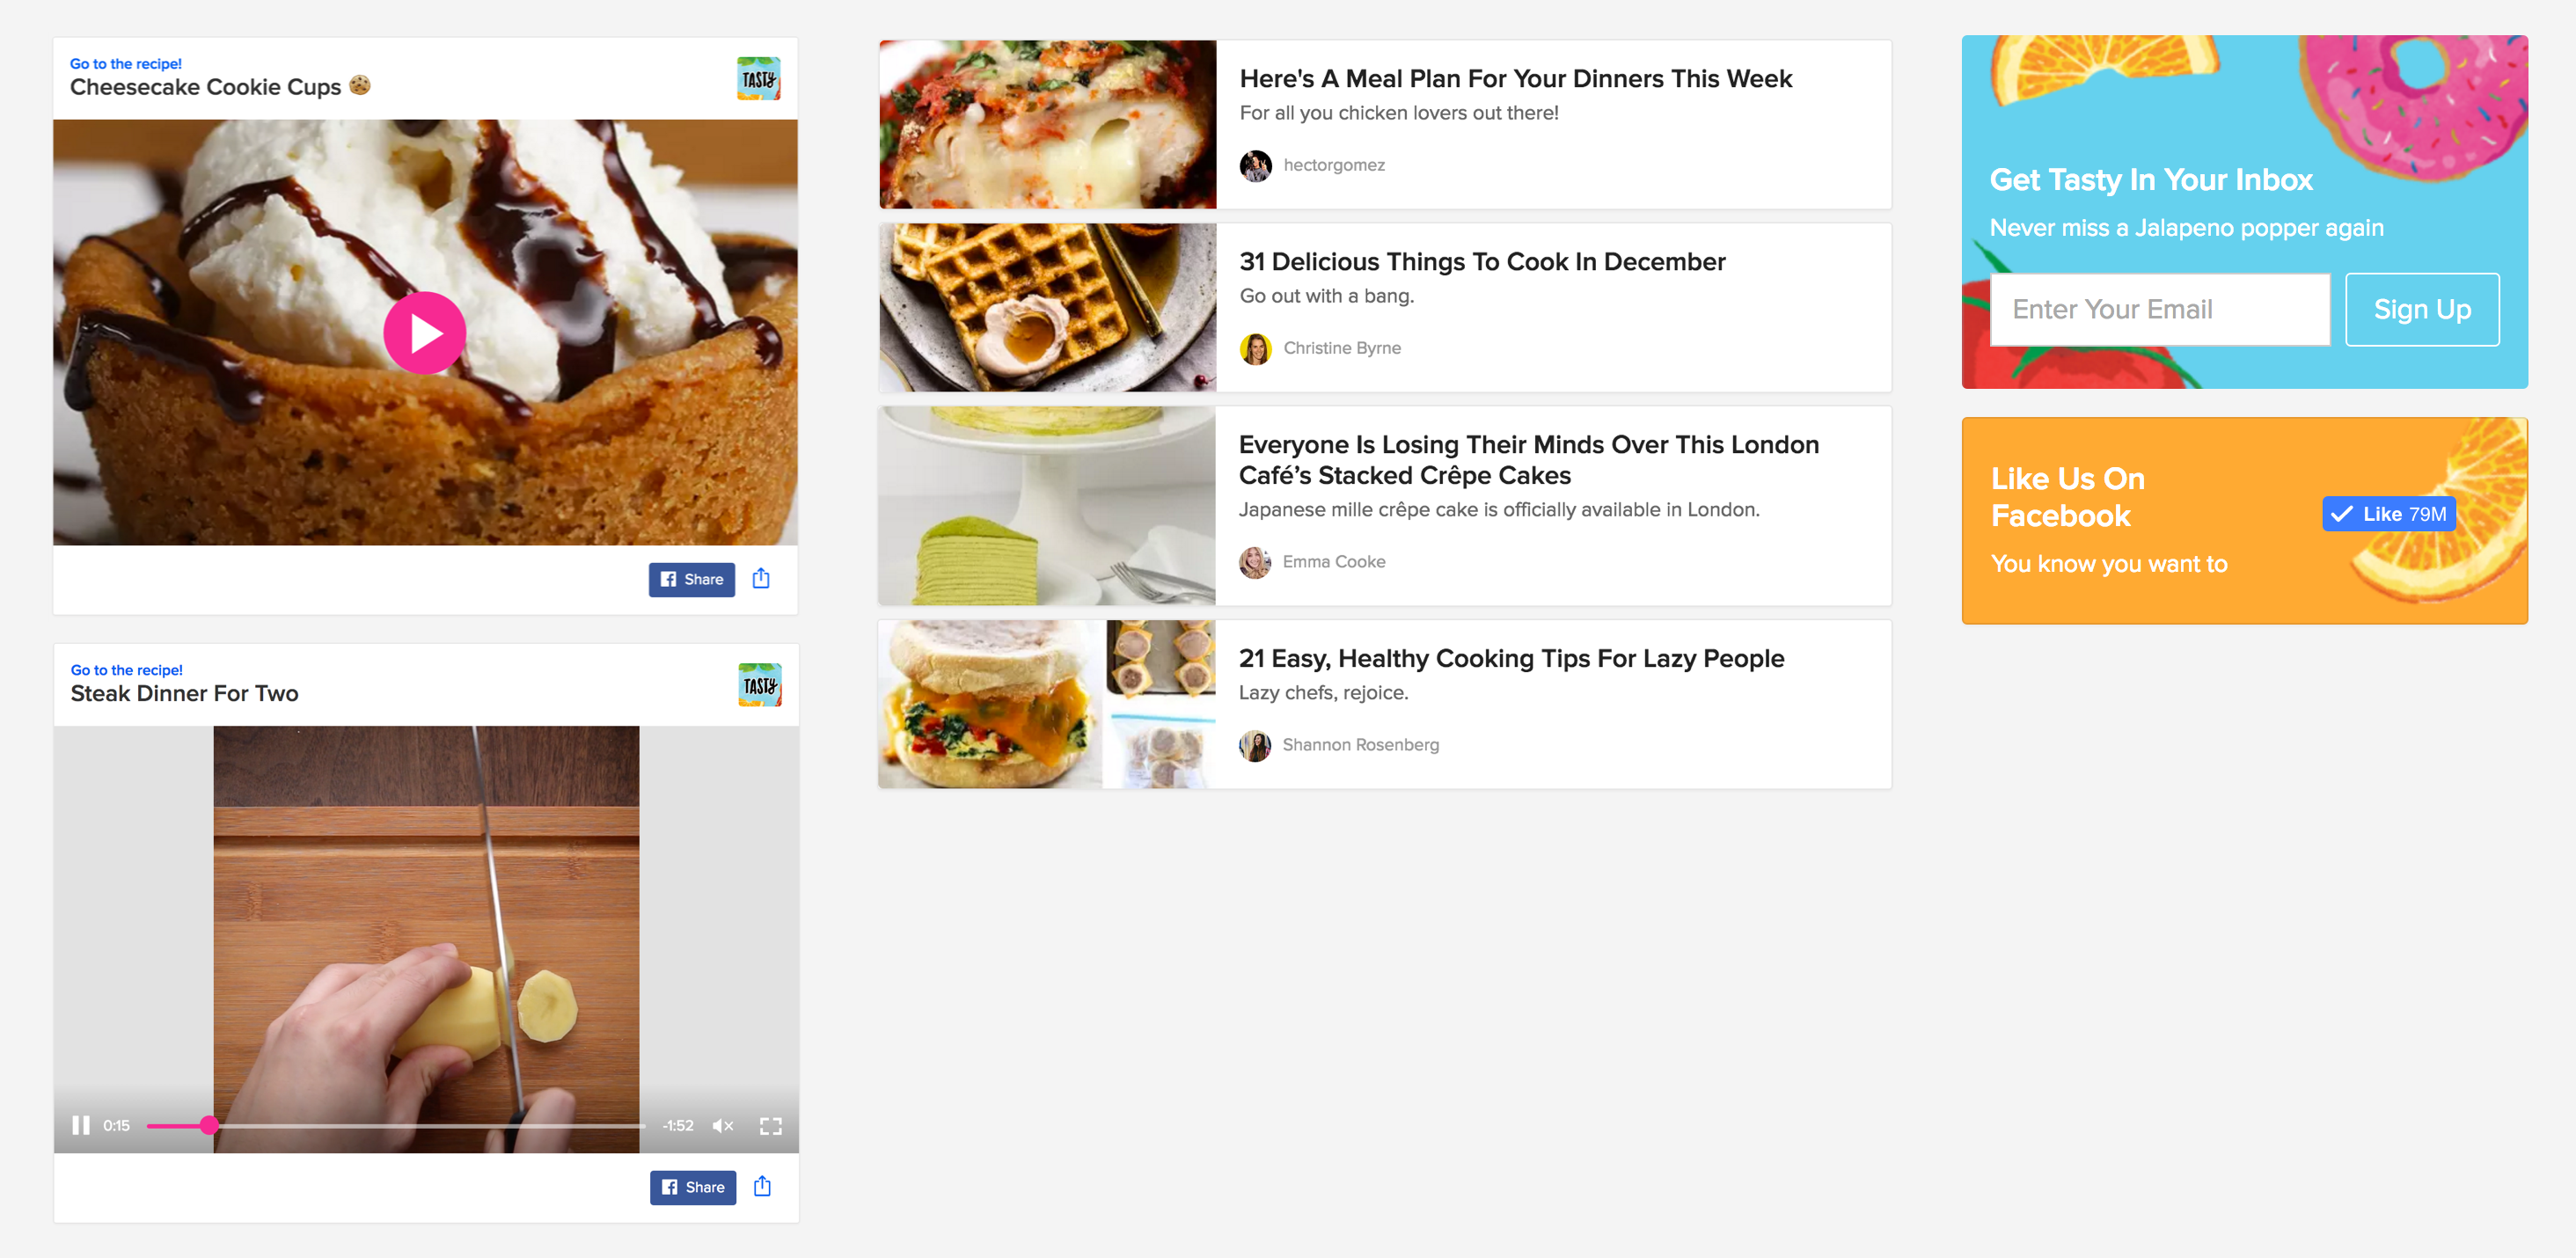 Go to the recipe!
Cheesecake Cookie Cups 🍪
TASTY
Share
Go to the recipe!
Steak Dinner For Two
TASTY
0:15
-1:52
Share
Here's A Meal Plan For Your Dinners This Week
For all you chicken lovers out there!
hectorgomez
31 Delicious Things To Cook In December
Go out with a bang.
Christine Byrne
Everyone Is Losing Their Minds Over This London
Café’s Stacked Crêpe Cakes
Japanese mille crêpe cake is officially available in London.
Emma Cooke
21 Easy, Healthy Cooking Tips For Lazy People
Lazy chefs, rejoice.
Shannon Rosenberg
Get Tasty In Your Inbox
Never miss a Jalapeno popper again
Enter Your Email
Sign Up
Like Us On
Facebook
Like 79M
You know you want to